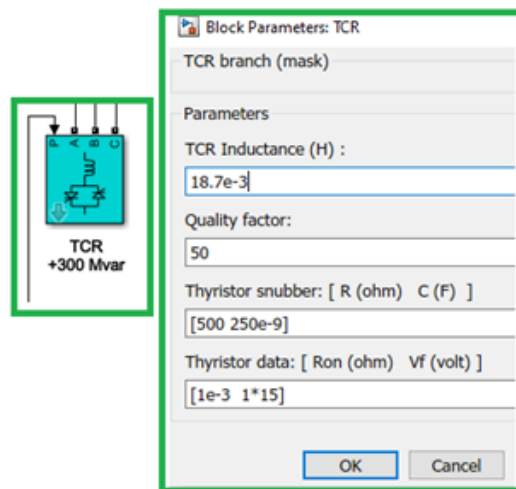 P A B C
TCR
+300 Mvar
Block Parameters: TCR
TCR branch (mask)
Parameters
TCR Inductance (H) :
18.7e-3
Quality factor:
50
Thyristor snubber: [ R (ohm)   C (F)  ]
[500 250e-9]
Thyristor data: [ Ron (ohm)   Vf (volt) ]
[1e-3  1*15]
OK
Cancel